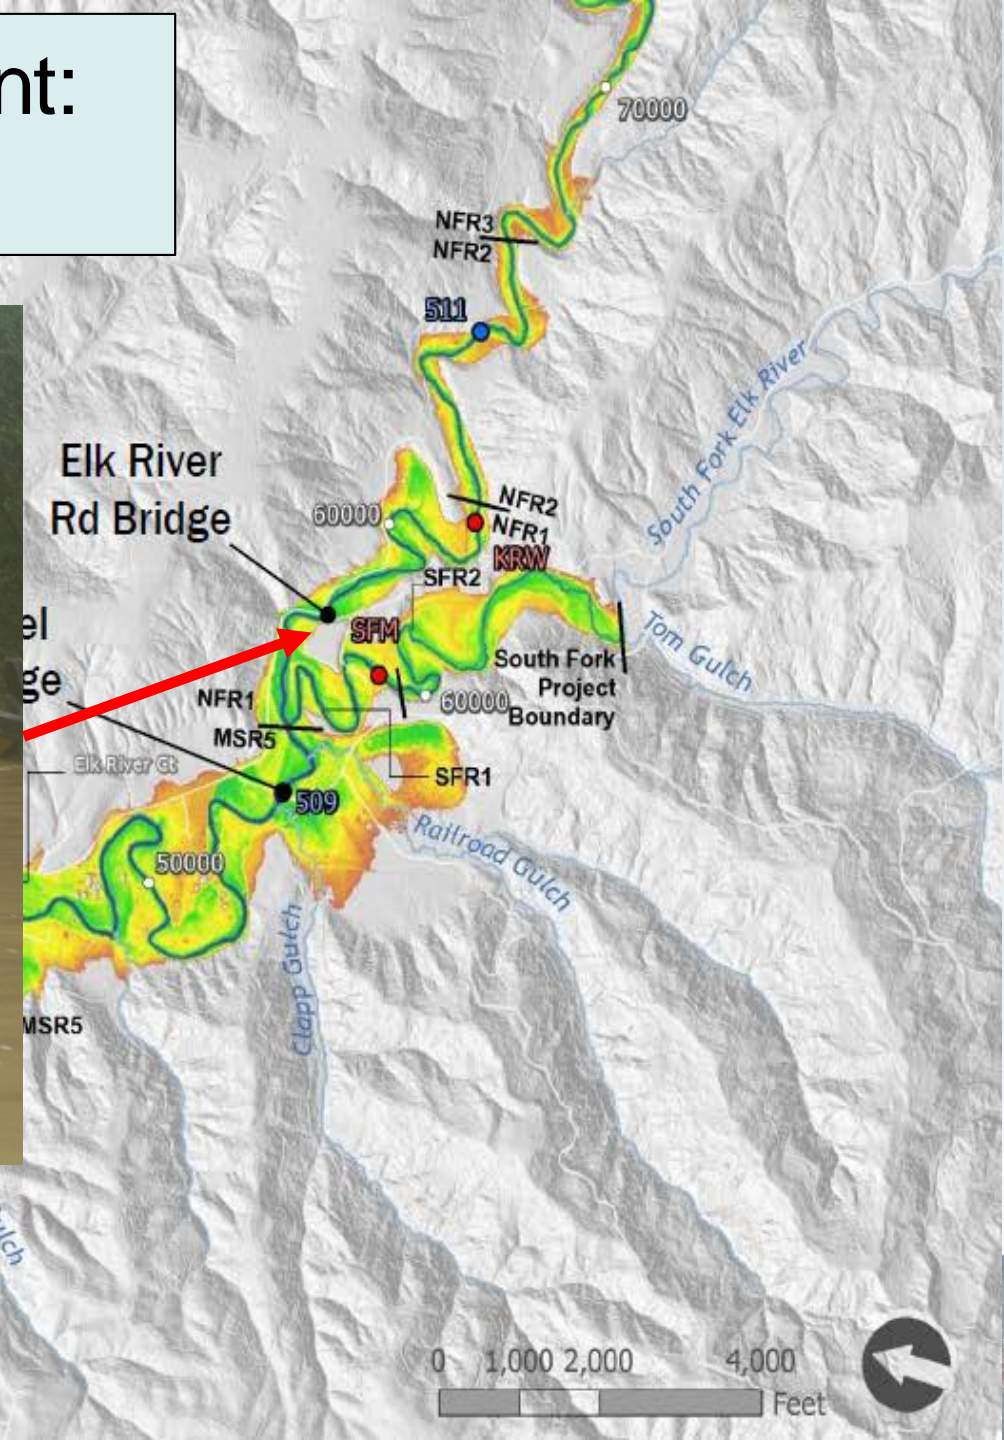 nt:
70000
NFR3
NFR2
511
South Fork Elk River
Elk River
Rd Bridge
60000
NFR2
NFR1
KRW
SFR2
el
SFM
ge
Tom Gulch
South Fork
Project
Boundary
NFR1
60000
MSR5
Elk River Ct
SFR1
509
Railroad Gulch
50000
Clapp Gulch
MSR5
ulch
0 1,000 2,000 4,000
Feet